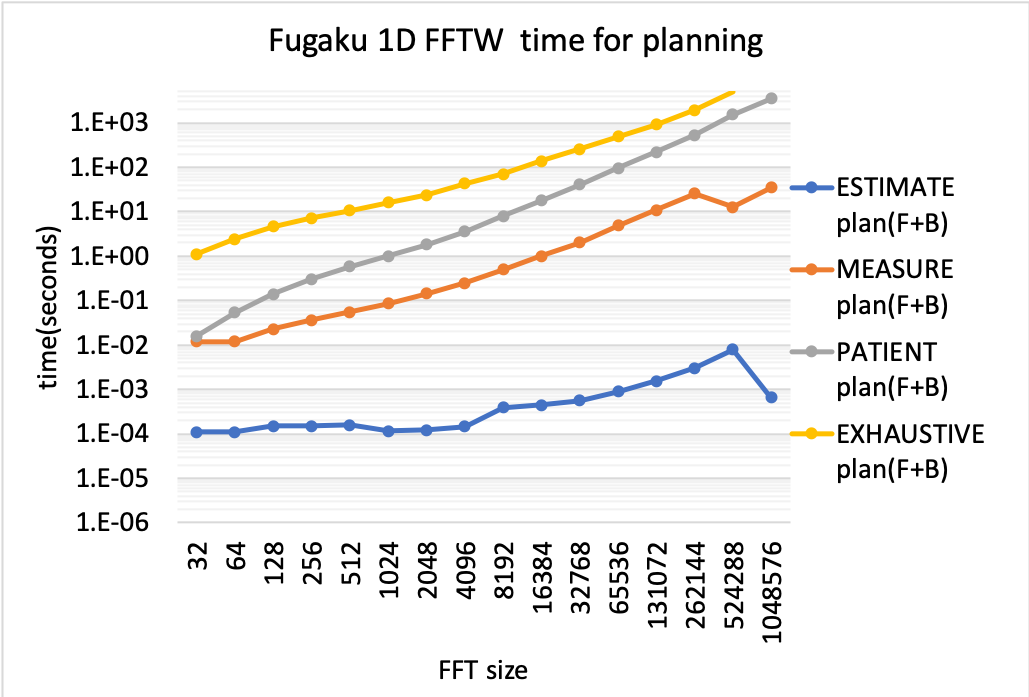 Fugaku 1D FFTW  time for planning
1.E+03
1.E+02
1.E+01
1.E+00
1.E-01
1.E-02
1.E-03
1.E-04
1.E-05
1.E-06
time(seconds)
32
64
128
256
512
1024
2048
4096
8192
16384
32768
65536
131072
262144
524288
1048576
FFT size
ESTIMATE
plan(F+B)
MEASURE
plan(F+B)
PATIENT
plan(F+B)
EXHAUSTIVE
plan(F+B)